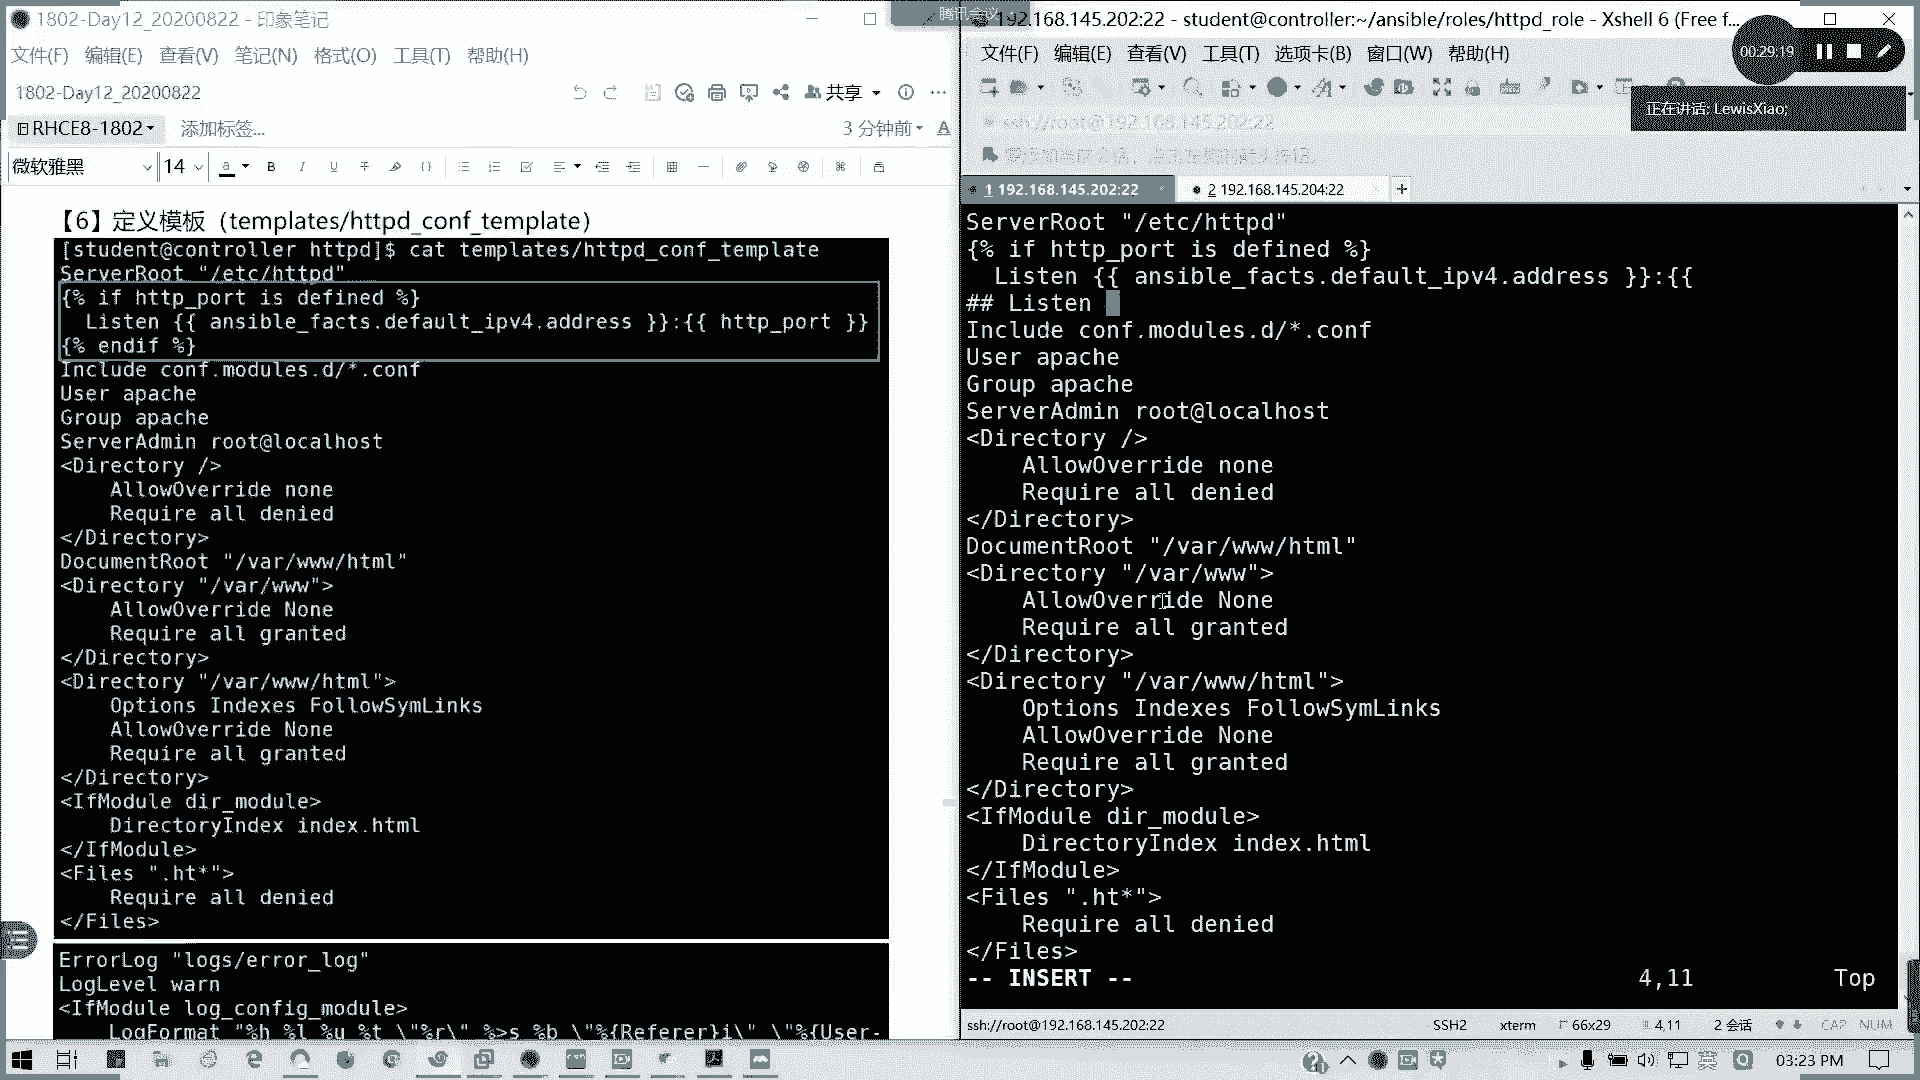 1802-Day12_20200822 - 印象笔记
文件(F) 编辑(E) 查看(V) 笔记(N) 格式(O) 工具(T) 帮助(H)
1802-Day12_20200822
共享
RHCE8-1802
添加标签...
3 分钟前
微软雅黑
14
【6】定义模板（templates/httpd_conf_template）
[student@controller httpd]$ cat templates/httpd_conf_template
ServerRoot "/etc/httpd"
{% if http_port is defined %}
  Listen {{ ansible_facts.default_ipv4.address }}:{{ http_port }}
{% endif %}
Include conf.modules.d/*.conf
User apache
Group apache
ServerAdmin root@localhost
<Directory />
    AllowOverride none
    Require all denied
</Directory>
DocumentRoot "/var/www/html"
<Directory "/var/www">
    AllowOverride None
    Require all granted
</Directory>
<Directory "/var/www/html">
    Options Indexes FollowSymLinks
    AllowOverride None
    Require all granted
</Directory>
<IfModule dir_module>
    DirectoryIndex index.html
</IfModule>
<Files ".ht*">
    Require all denied
</Files>
ErrorLog "logs/error_log"
LogLevel warn
<IfModule log_config_module>
    LogFormat "%h %l %u %t \"%r\" %>s %b \"%{Referer}i\" \"%{User-
腾讯会议
192.168.145.202:22 - student@controller:~/ansible/roles/httpd_role - Xshell 6 (Free f...
文件(F) 编辑(E) 查看(V) 工具(T) 选项卡(B) 窗口(W) 帮助(H)
00:29:19
正在讲话: LewisXiao;
ssh://root@192.168.145.202:22
1 192.168.145.202:22
2 192.168.145.204:22
ServerRoot "/etc/httpd"
{% if http_port is defined %}
  Listen {{ ansible_facts.default_ipv4.address }}:{{
## Listen
Include conf.modules.d/*.conf
User apache
Group apache
ServerAdmin root@localhost
<Directory />
    AllowOverride none
    Require all denied
</Directory>
DocumentRoot "/var/www/html"
<Directory "/var/www">
    AllowOverride None
    Require all granted
</Directory>
<Directory "/var/www/html">
    Options Indexes FollowSymLinks
    AllowOverride None
    Require all granted
</Directory>
<IfModule dir_module>
    DirectoryIndex index.html
</IfModule>
<Files ".ht*">
    Require all denied
</Files>
-- INSERT -- 4,11 Top
ssh://root@192.168.145.202:22 SSH2 xterm 66x29 4,11 2 会话 CAP NUM
英
03:23 PM